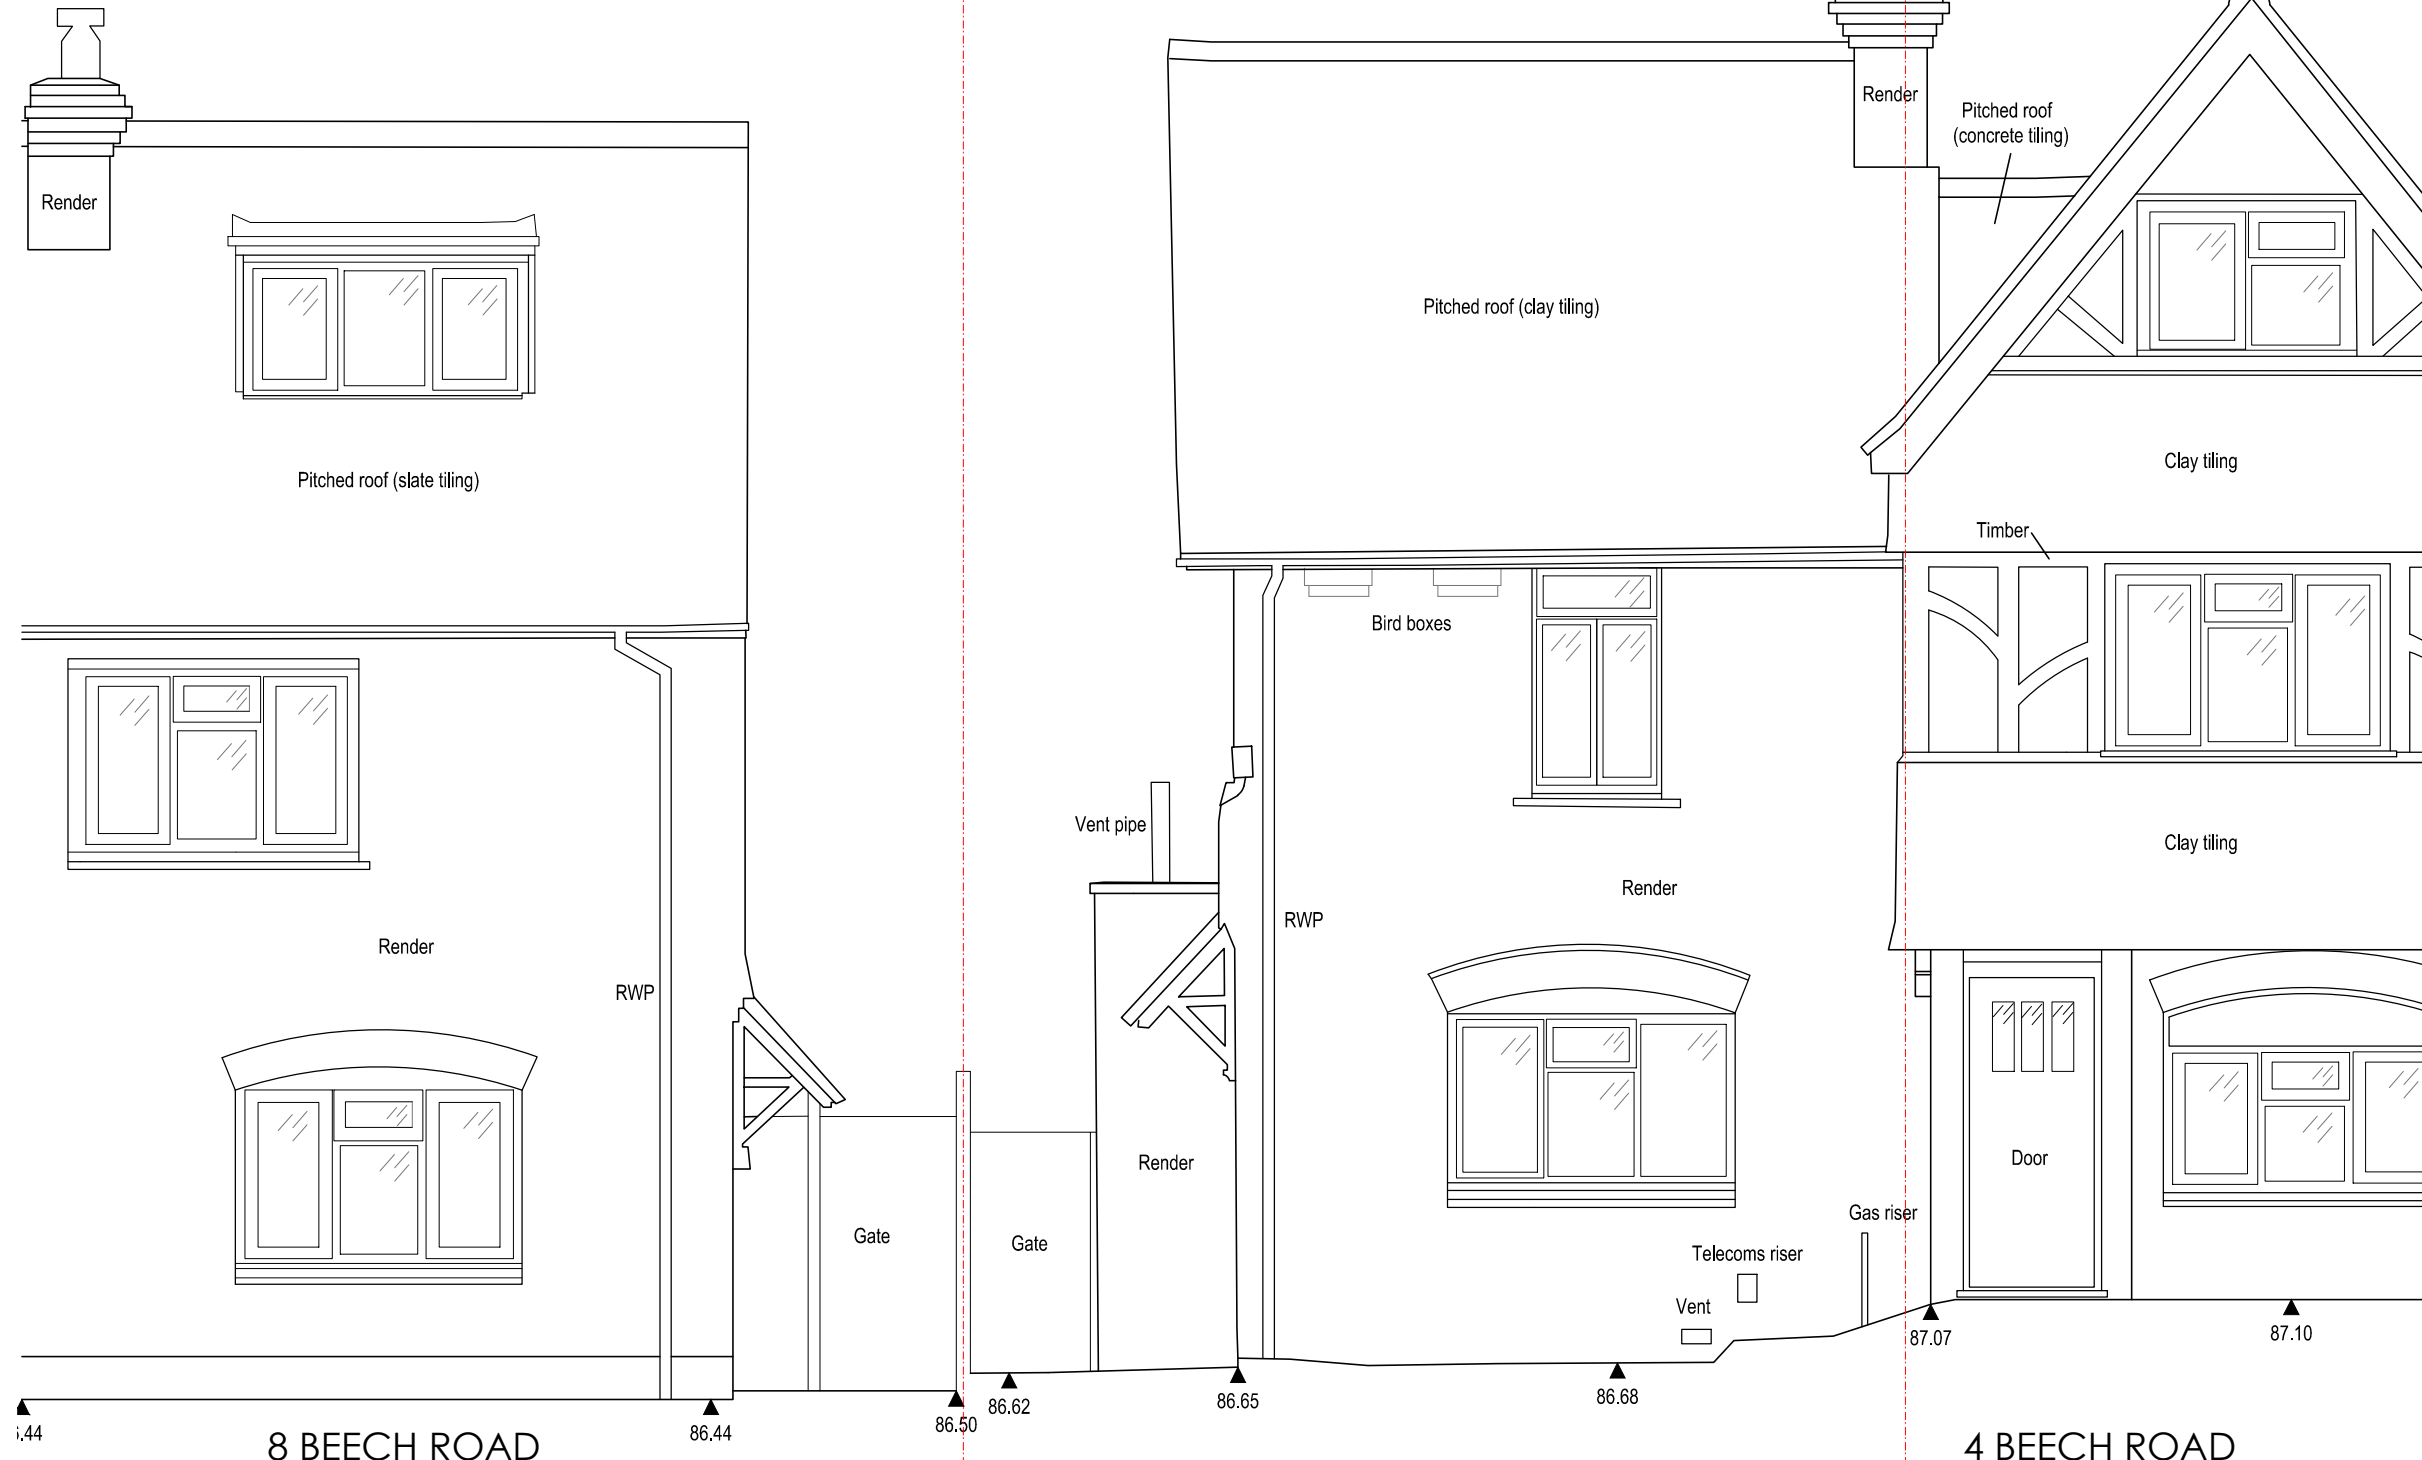 Render
Pitched roof
(concrete tiling)
Render
Pitched roof (clay tiling)
Clay tiling
Pitched roof (slate tiling)
Timber
Bird boxes
Vent pipe
Clay tiling
Render
RWP
Render
RWP
Door
Render
Gas riser
Gate
Gate
Telecoms riser
Vent
87.07
87.10
86.68
86.65
86.62
86.50
86.44
.44
8 BEECH ROAD
4 BEECH ROAD